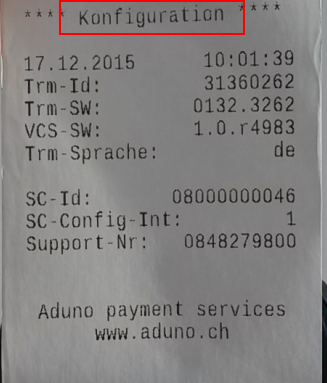 **** Konfiguration ****
17.12.2015 10:01:39
Trm-Id: 31360262
Trm-SW: 0132.3262
VCS-SW: 1.0.r4983
Trm-Sprache: de
SC-Id: 08000000046
SC-Config-Int: 1
Support-Nr: 0848279800
Aduno payment services
www.aduno.ch